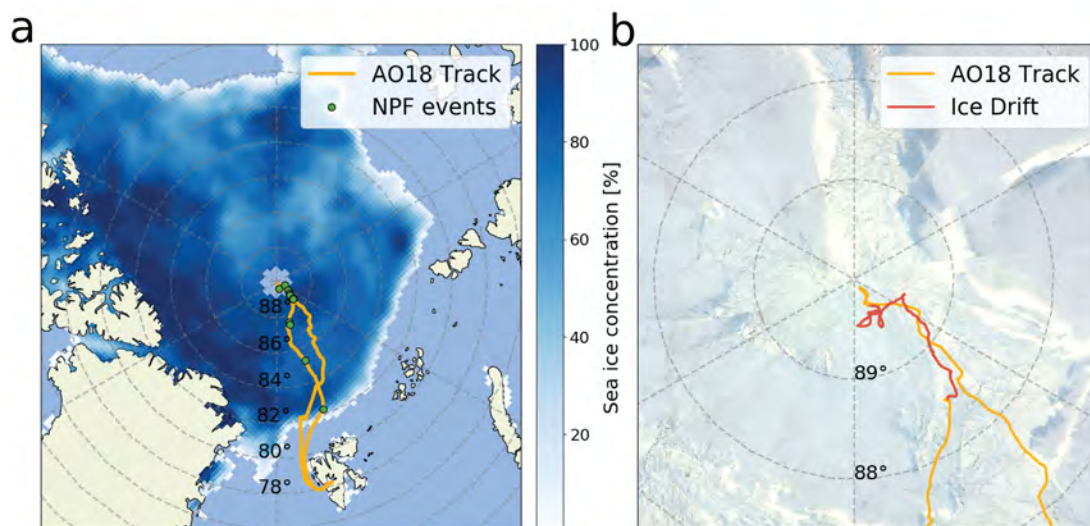 a
AO18 Track
NPF events
88°
86°
84°
82°
80°
78°
100
80
60
40
20
Sea ice concentration [%]
b
AO18 Track
Ice Drift
89°
88°